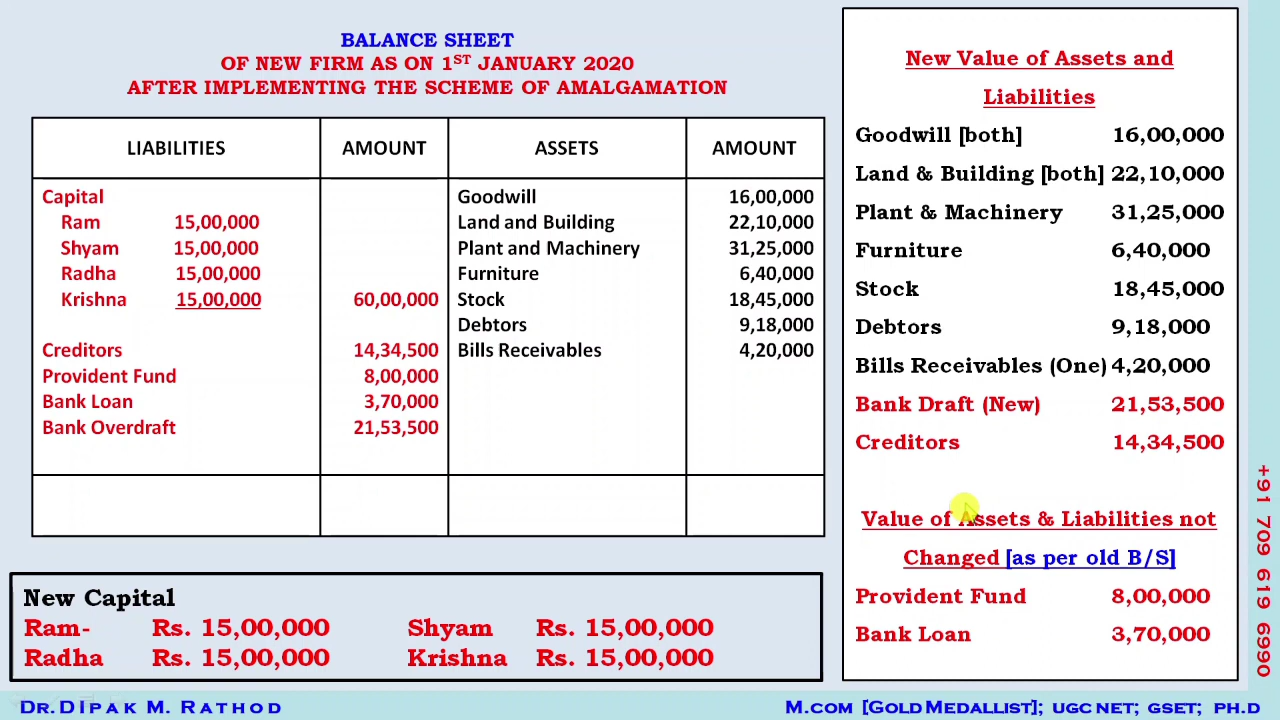 BALANCE SHEET
OF NEW FIRM AS ON 1ST JANUARY 2020
AFTER IMPLEMENTING THE SCHEME OF AMALGAMATION
LIABILITIES AMOUNT ASSETS AMOUNT
Capital Goodwill 16,00,000
Ram 15,00,000 Land and Building 22,10,000
Shyam 15,00,000 Plant and Machinery 31,25,000
Radha 15,00,000 Furniture 6,40,000
Krishna 15,00,000 60,00,000 Stock 18,45,000
Debtors 9,18,000
Creditors 14,34,500 Bills Receivables 4,20,000
Provident Fund 8,00,000
Bank Loan 3,70,000
Bank Overdraft 21,53,500
New Capital
Ram- Rs. 15,00,000 Shyam Rs. 15,00,000
Radha Rs. 15,00,000 Krishna Rs. 15,00,000
New Value of Assets and
Liabilities
Goodwill [both] 16,00,000
Land & Building [both] 22,10,000
Plant & Machinery 31,25,000
Furniture 6,40,000
Stock 18,45,000
Debtors 9,18,000
Bills Receivables (One) 4,20,000
Bank Draft (New) 21,53,500
Creditors 14,34,500
Value of Assets & Liabilities not
Changed [as per old B/S]
Provident Fund 8,00,000
Bank Loan 3,70,000
+91 709 619 6990
DR. DIPAK M. RATHOD M.COM [GOLD MEDALLIST]; UGC NET; GSET; PH.D